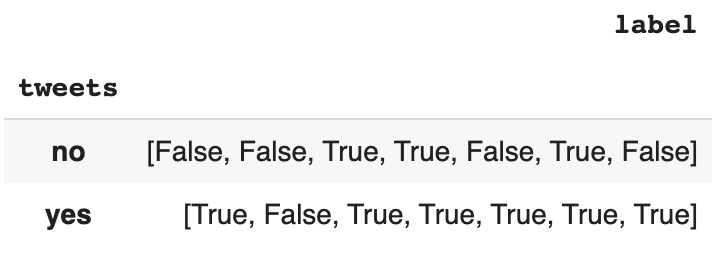 label
tweets
no [False, False, True, True, False, True, False]
yes [True, False, True, True, True, True, True]